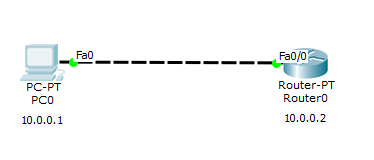 Fa0
Fa0/0
PC-PT
PC0
Router-PT
Router0
10.0.0.1
10.0.0.2